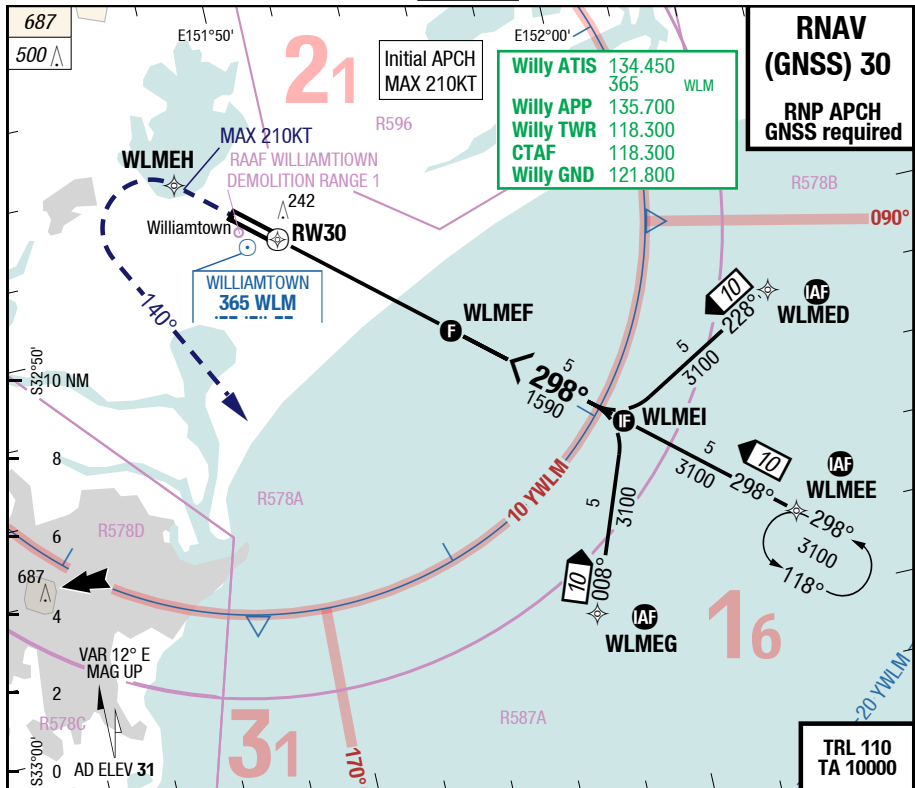 687
500
E151°50'
21
Initial APCH
MAX 210KT
E152°00'
Willy ATIS 134.450
365 WLM
Willy APP 135.700
Willy TWR 118.300
CTAF 118.300
Willy GND 121.800
RNAV
(GNSS) 30
RNP APCH
GNSS required
R596
R578B
MAX 210KT
WLMEH
RAAF WILLIAMTOWN
DEMOLITION RANGE 1
242
Williamtown
RW30
090°
WILLIAMTOWN
365 WLM
140°
WLMEF
F
10
228°
IAF
WLMED
5
3100
S32°50'
10 NM
5
298°
1590
IF
WLMEI
8
5
3100
10
298°
IAF
WLMEE
298°
3100
118°
R578A
10 YWLM
R578D
6
5
3100
10
008°
IAF
WLMEG
687
4
16
VAR 12° E
MAG UP
2
R578C
20 YWLM
R587A
31
170°
S33°00'
0
AD ELEV 31
TRL 110
TA 10000